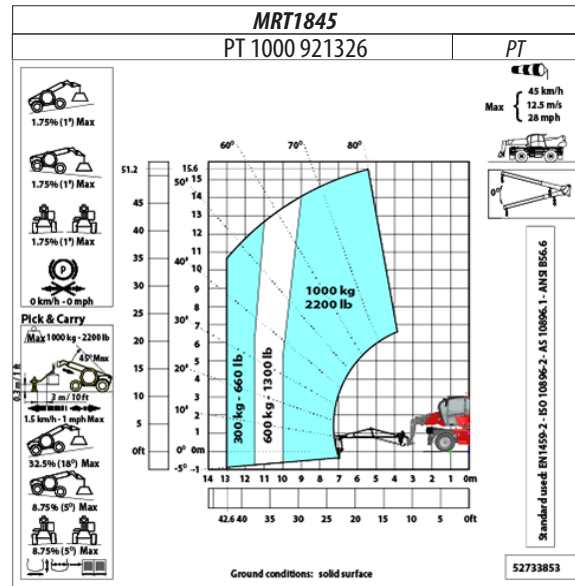 MRT1845
PT 1000 921326
PT
1.75% (1°) Max
1.75% (1°) Max
1.75% (1°) Max
P
0 km/h - 0 mph
Pick & Carry
Max 1000 kg - 2200 lb
45° Max
0.3 m / 1 ft
3 m / 10 ft
1.5 km/h - 1 mph Max
32.5% (18°) Max
8.75% (5°) Max
8.75% (5°) Max
Max
45 km/h
12.5 m/s
28 mph
0°
60°
70°
80°
51.2
45
40
35
30
25
20
15
10
5
0ft
50°
40°
30°
20°
10°
0°
-5°
15.6
15
14
13
12
11
10
9
8
7
6
5
4
3
2
1
0m
-1
1000 kg
2200 lb
600 kg - 1300 lb
300 kg - 660 lb
14 13 12 11 10 9 8 7 6 5 4 3 2 1 0m
42.6 40 35 30 25 20 15 10 5 0ft
Standard used: EN1459-2 - ISO 10896-2 - AS 10896.1 - ANSI B56.6
Ground conditions: solid surface
52733853